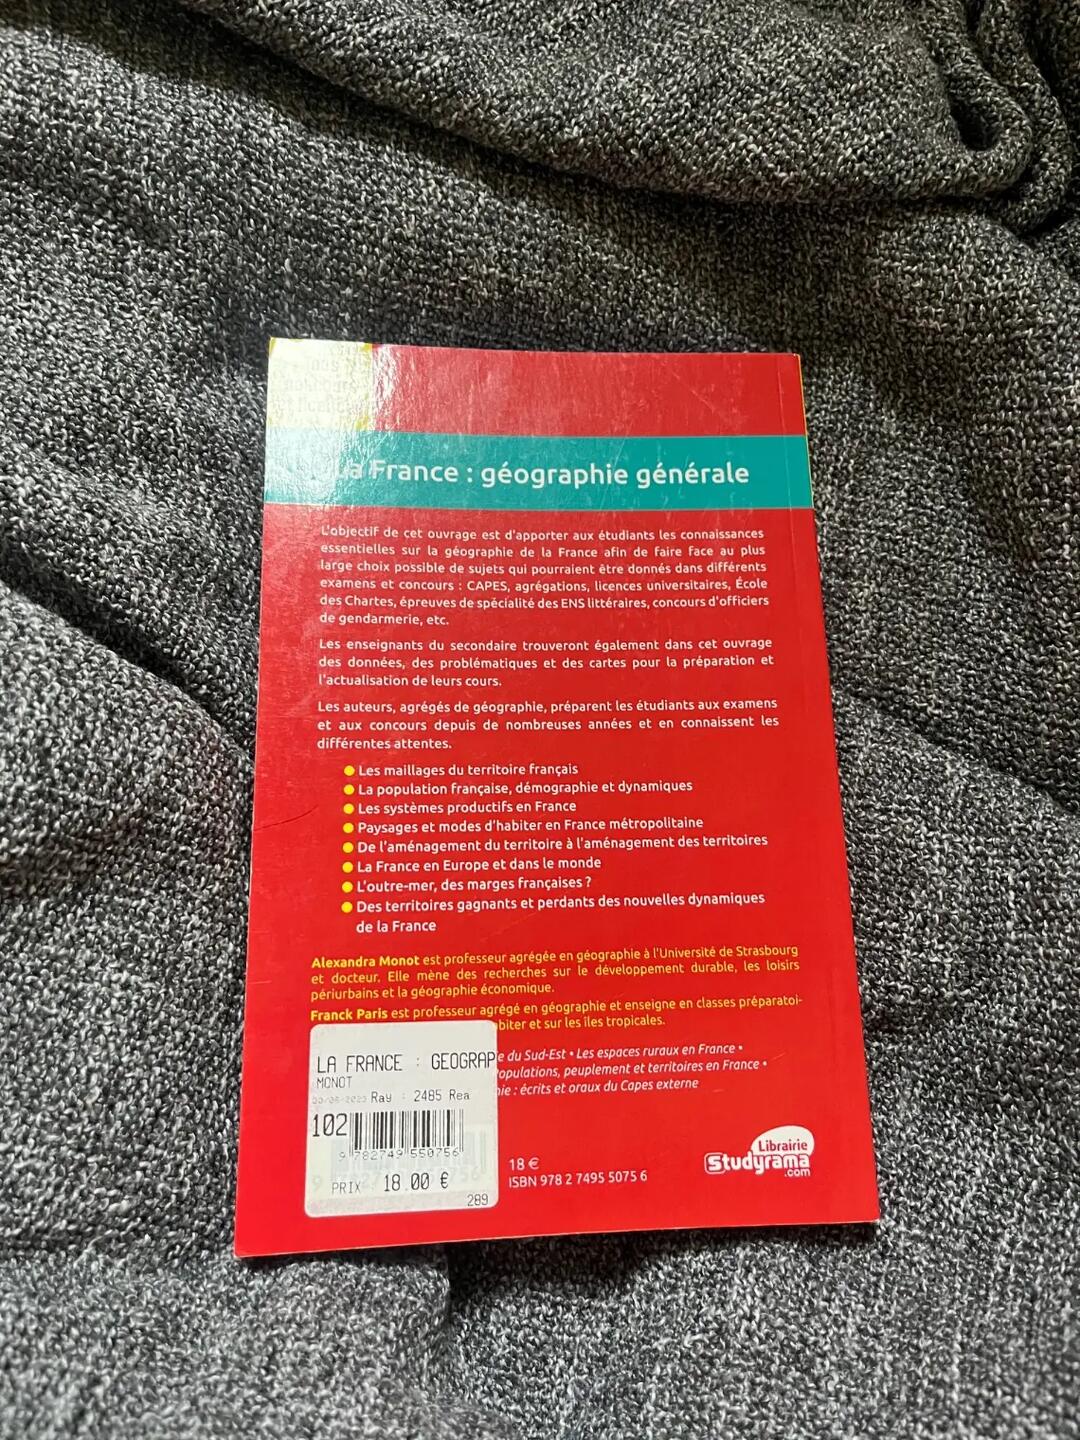 La France : géographie générale
L'objectif de cet ouvrage est d'apporter aux étudiants les connaissances
essentielles sur la géographie de la France afin de faire face au plus
large choix possible de sujets qui pourraient être donnés dans différents
examens et concours : CAPES, agrégations, licences universitaires, École
des Chartes, épreuves de spécialité des ENS littéraires, concours d'officiers
de gendarmerie, etc.
Les enseignants du secondaire trouveront également dans cet ouvrage
des données, des problématiques et des cartes pour la préparation et
l'actualisation de leurs cours.
Les auteurs, agrégés de géographie, préparent les étudiants aux examens
et aux concours depuis de nombreuses années et en connaissent les
différentes attentes.
Les maillages du territoire français
La population française, démographie et dynamiques
Les systèmes productifs en France
Paysages et modes d'habiter en France métropolitaine
De l'aménagement du territoire à l'aménagement des territoires
La France en Europe et dans le monde
L'outre-mer, des marges françaises ?
Des territoires gagnants et perdants des nouvelles dynamiques
de la France
Alexandra Monot est professeur agrégée en géographie à l'Université de Strasbourg
et docteur. Elle mène des recherches sur le développement durable, les loisirs
périurbains et la géographie économique.
Franck Paris est professeur agrégé en géographie et enseigne en classes préparatoi-
et sur les îles tropicales.
du Sud-Est • Les espaces ruraux en France •
peuplement et territoires en France •
: écrits et oraux du Capes externe
LA FRANCE : GEOGRAP
MONOT
Ray : 2485 Rea
102
9 782749 550756
PRIX 18.00 €
289
18 €
ISBN 978 2 7495 5075 6
Librairie
Studyrama
.com